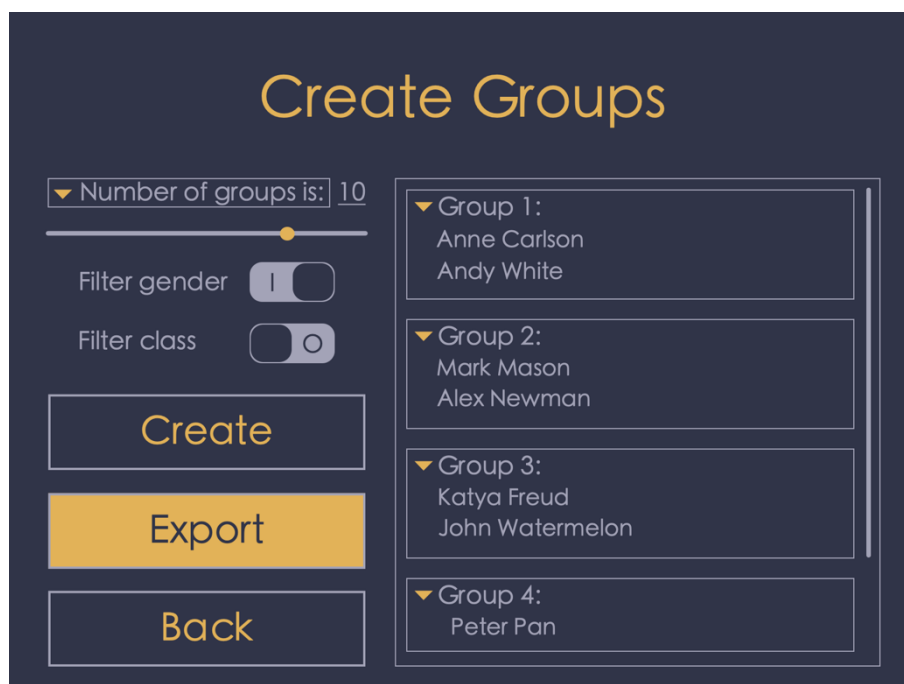 Create Groups
Number of groups is: 10
Filter gender I
Filter class O
Create
Export
Back
Group 1:
Anne Carlson
Andy White
Group 2:
Mark Mason
Alex Newman
Group 3:
Katya Freud
John Watermelon
Group 4:
Peter Pan